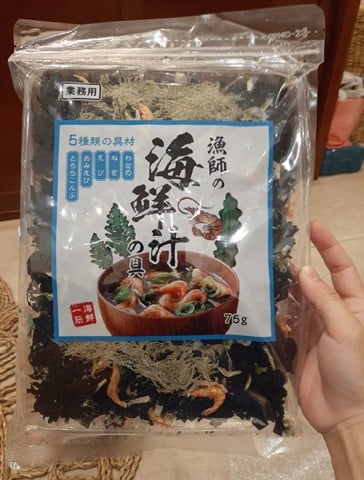 業務用
5種類の具材
わかめ
ねぎ
えび
あみえび
とろろこんぶ
漁師の
海鮮汁の具
海鮮
一筋
75g